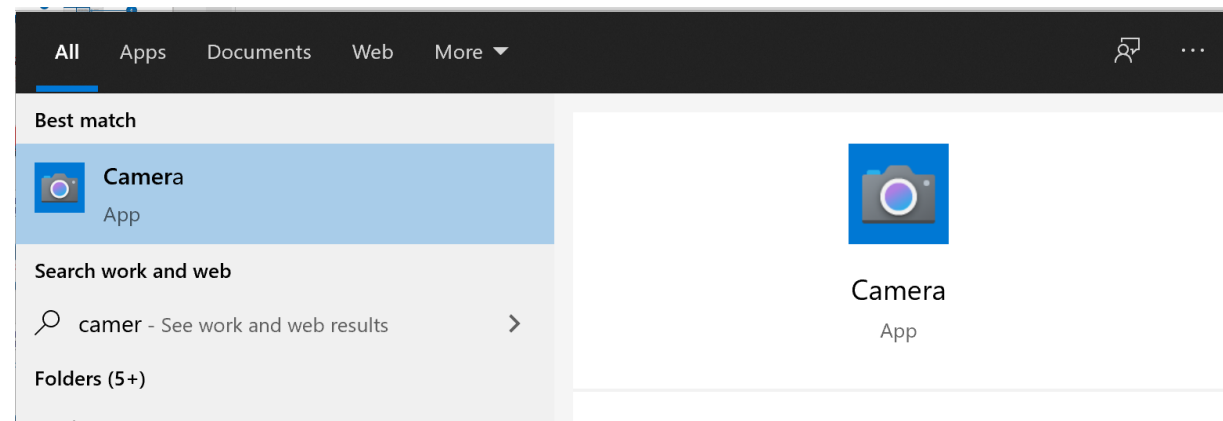 All Apps Documents Web More
Best match
Camera
App
Search work and web
camer - See work and web results
Folders (5+)
Camera
App